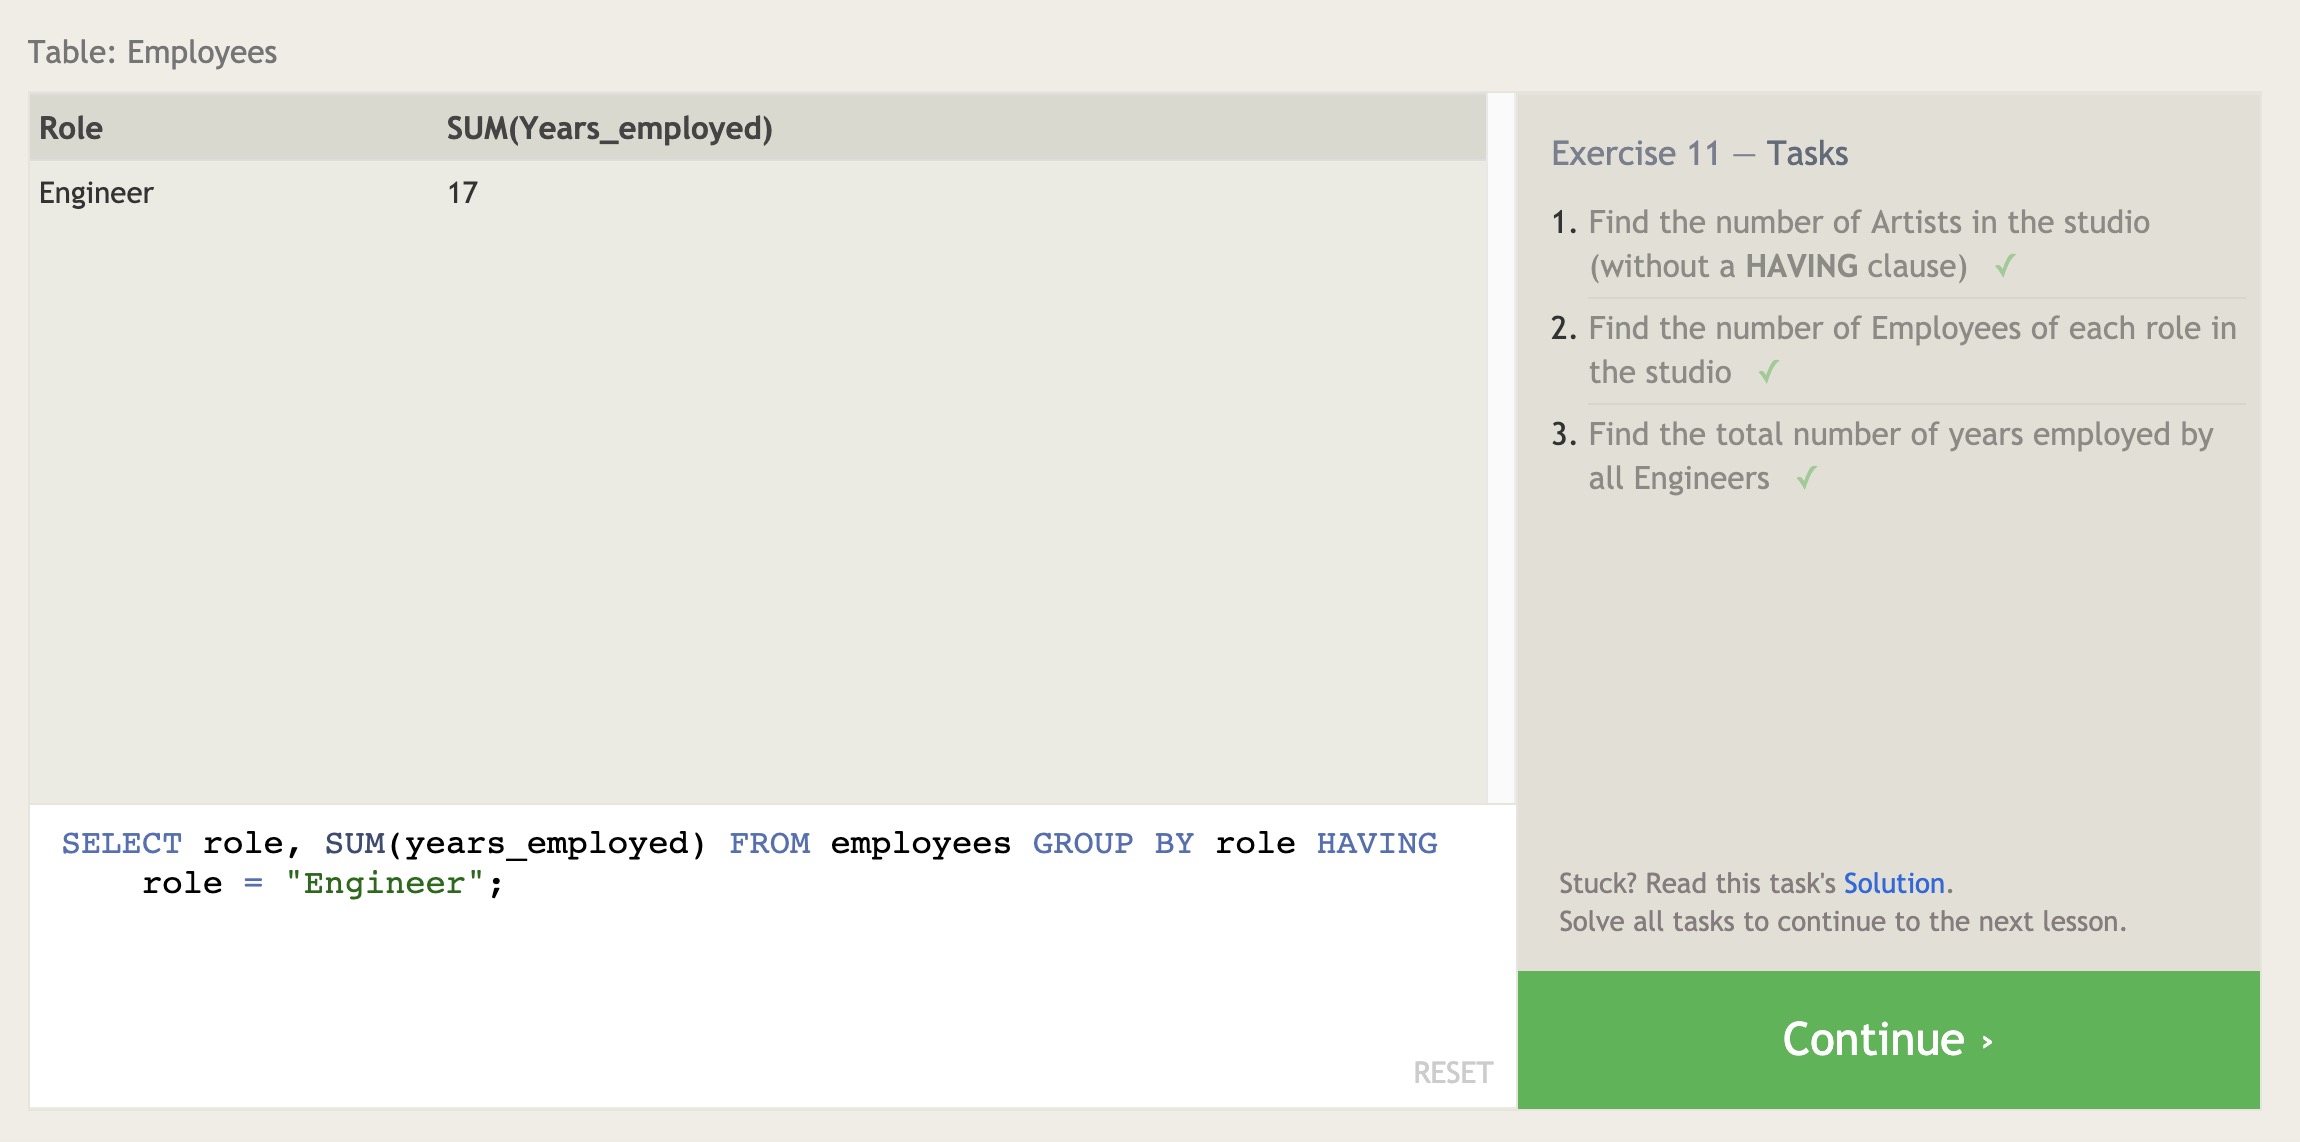 Table: Employees
Role SUM(Years_employed)
Engineer 17
SELECT role, SUM(years_employed) FROM employees GROUP BY role HAVING
role = "Engineer";
RESET
Exercise 11 — Tasks
1. Find the number of Artists in the studio
(without a HAVING clause) ✓
2. Find the number of Employees of each role in
the studio ✓
3. Find the total number of years employed by
all Engineers ✓
Stuck? Read this task's Solution.
Solve all tasks to continue to the next lesson.
Continue ›